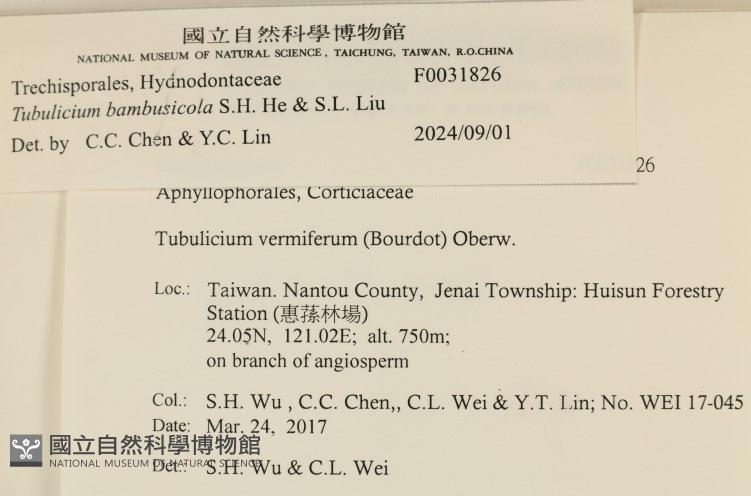 國立自然科學博物館
NATIONAL MUSEUM OF NATURAL SCIENCE, TAICHUNG, TAIWAN, R.O.CHINA
Trechisporales, Hydnodontaceae F0031826
Tubulicium bambusicola S.H. He & S.L. Liu
Det. by C.C. Chen & Y.C. Lin 2024/09/01
26
Aphyllophorales, Corticiaceae
Tubulicium vermiferum (Bourdot) Oberw.
Loc.: Taiwan. Nantou County, Jenai Township: Huisun Forestry
Station (惠蓀林場)
24.05N, 121.02E; alt. 750m;
on branch of angiosperm
Col.: S.H. Wu , C.C. Chen,, C.L. Wei & Y.T. Lin; No. WEI 17-045
Date: Mar. 24, 2017
Det.: S.H. Wu & C.L. Wei
國立自然科學博物館
NATIONAL MUSEUM OF NATURAL SCIENCE